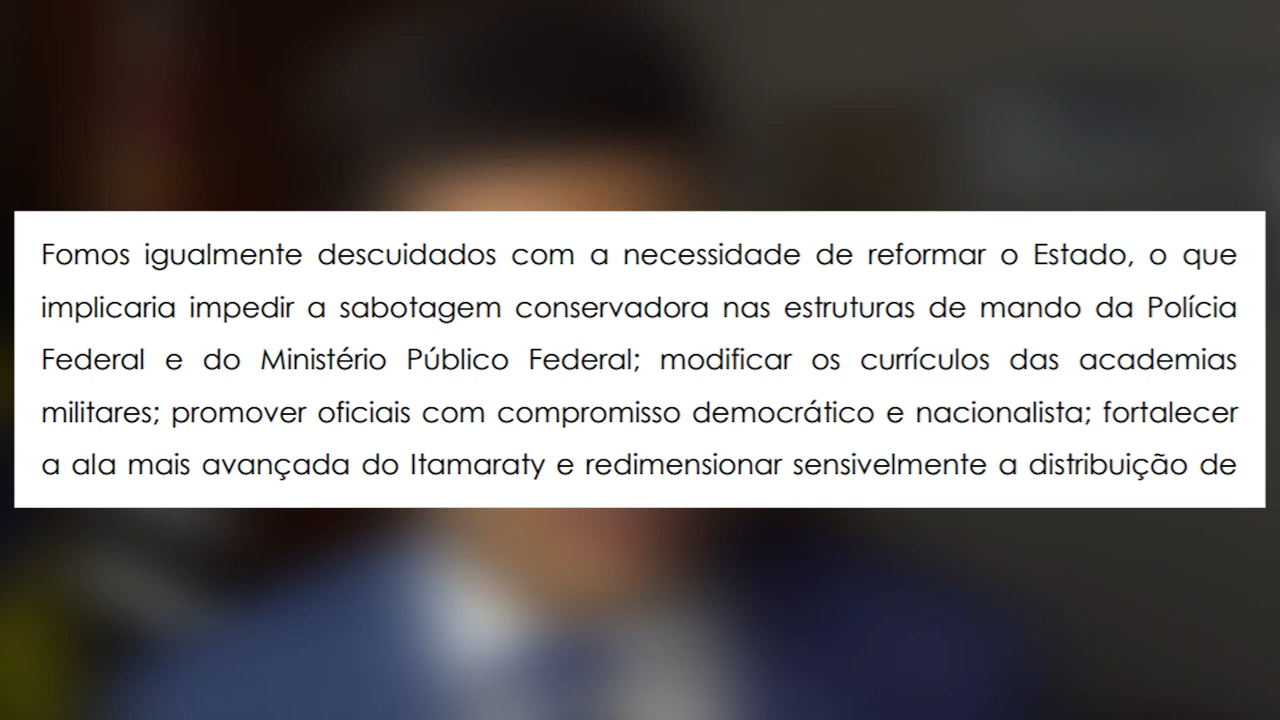 Fomos igualmente descuidados com a necessidade de reformar o Estado, o que
implicaria impedir a sabotagem conservadora nas estruturas de mando da Polícia
Federal e do Ministério Público Federal; modificar os currículos das academias
militares; promover oficiais com compromisso democrático e nacionalista; fortalecer
a ala mais avançada do Itamaraty e redimensionar sensivelmente a distribuição de